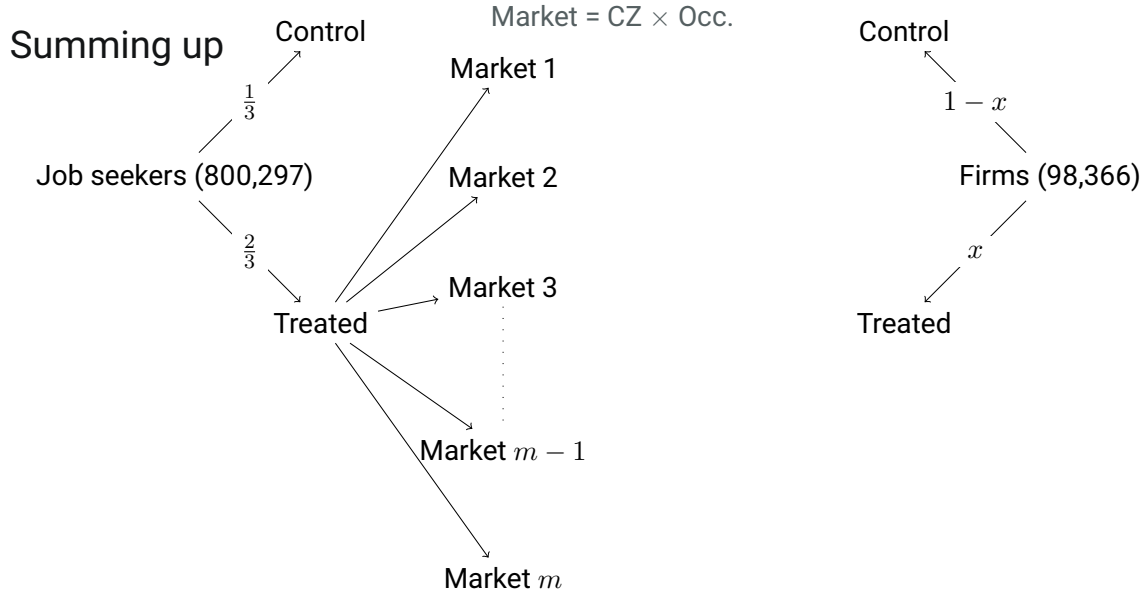 Summing up
Market = CZ × Occ.
Control
1/3
Job seekers (800,297)
2/3
Treated
Market 1
Market 2
Market 3
Market m − 1
Market m
Control
1 − x
Firms (98,366)
x
Treated